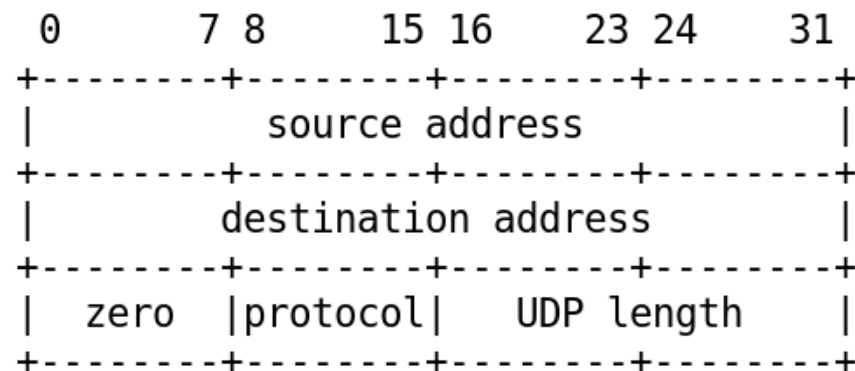 0      7 8     15 16    23 24    31
+--------+--------+--------+--------+
|          source address           |
+--------+--------+--------+--------+
|        destination address        |
+--------+--------+--------+--------+
|  zero  |protocol|   UDP length    |
+--------+--------+--------+--------+